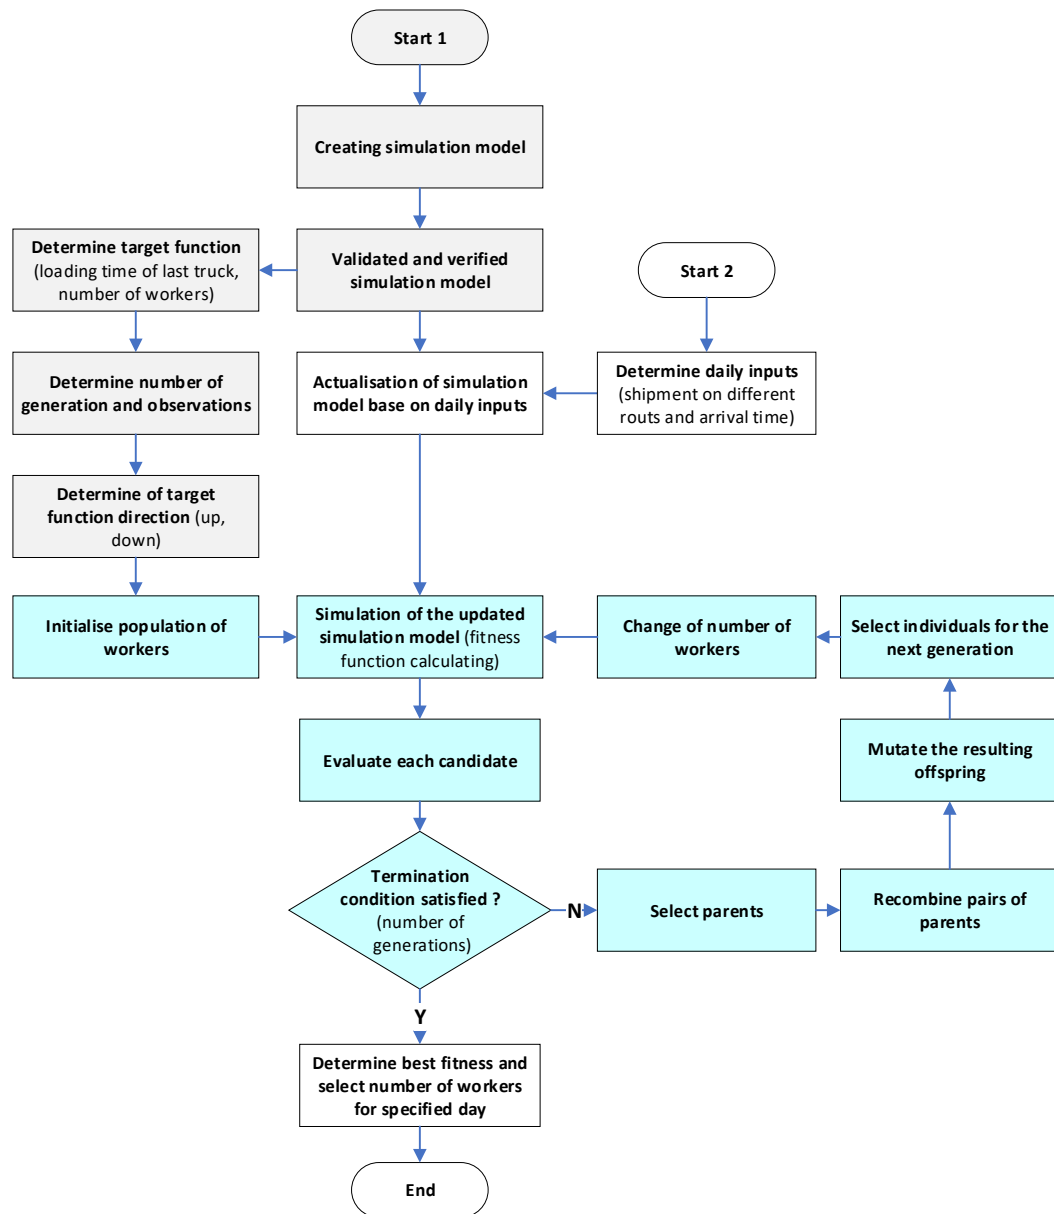 Start 1
Creating simulation model
Determine target function
(loading time of last truck,
number of workers)
Validated and verified
simulation model
Start 2
Determine number of
generation and observations
Actualisation of simulation
model base on daily inputs
Determine daily inputs
(shipment on different
routs and arrival time)
Determine of target
function direction (up,
down)
Initialise population of
workers
Simulation of the updated
simulation model (fitness
function calculating)
Change of number of
workers
Select individuals for the
next generation
Evaluate each candidate
Mutate the resulting
offspring
Termination
condition satisfied ?
(number of
generations)
N
Select parents
Recombine pairs of
parents
Y
Determine best fitness and
select number of workers
for specified day
End